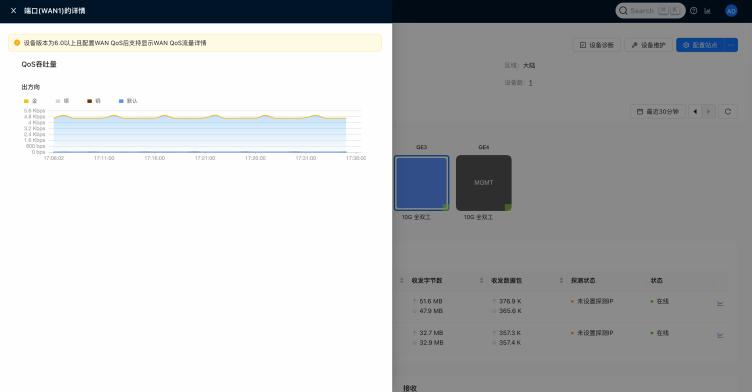 端口(WAN1)的详情
Search
AD
设备版本为6.0以上且配置WAN QoS后支持显示WAN QoS流量详情
设备诊断
设备维护
配置站点
QoS吞吐量
区域： 大陆
设备数： 1
出方向
金 银 铜 默认
最近30分钟
5.6 Kbps
4.8 Kbps
4 Kbps
3.2 Kbps
2.4 Kbps
1.6 Kbps
800 bps
0 bps
17:11:00 17:16:00 17:21:00 17:26:00 17:31:00
GE3 GE4
MGMT
10G 全双工 10G 全双工
收发字节数 收发数据包 探测状态 状态
↑ 51.6 MB ↑ 376.9 K 未设置探测IP 在线
47.9 MB 365.6 K
↑ 32.7 MB ↑ 357.3 K 未设置探测IP 在线
32.9 MB 357.4 K
接收